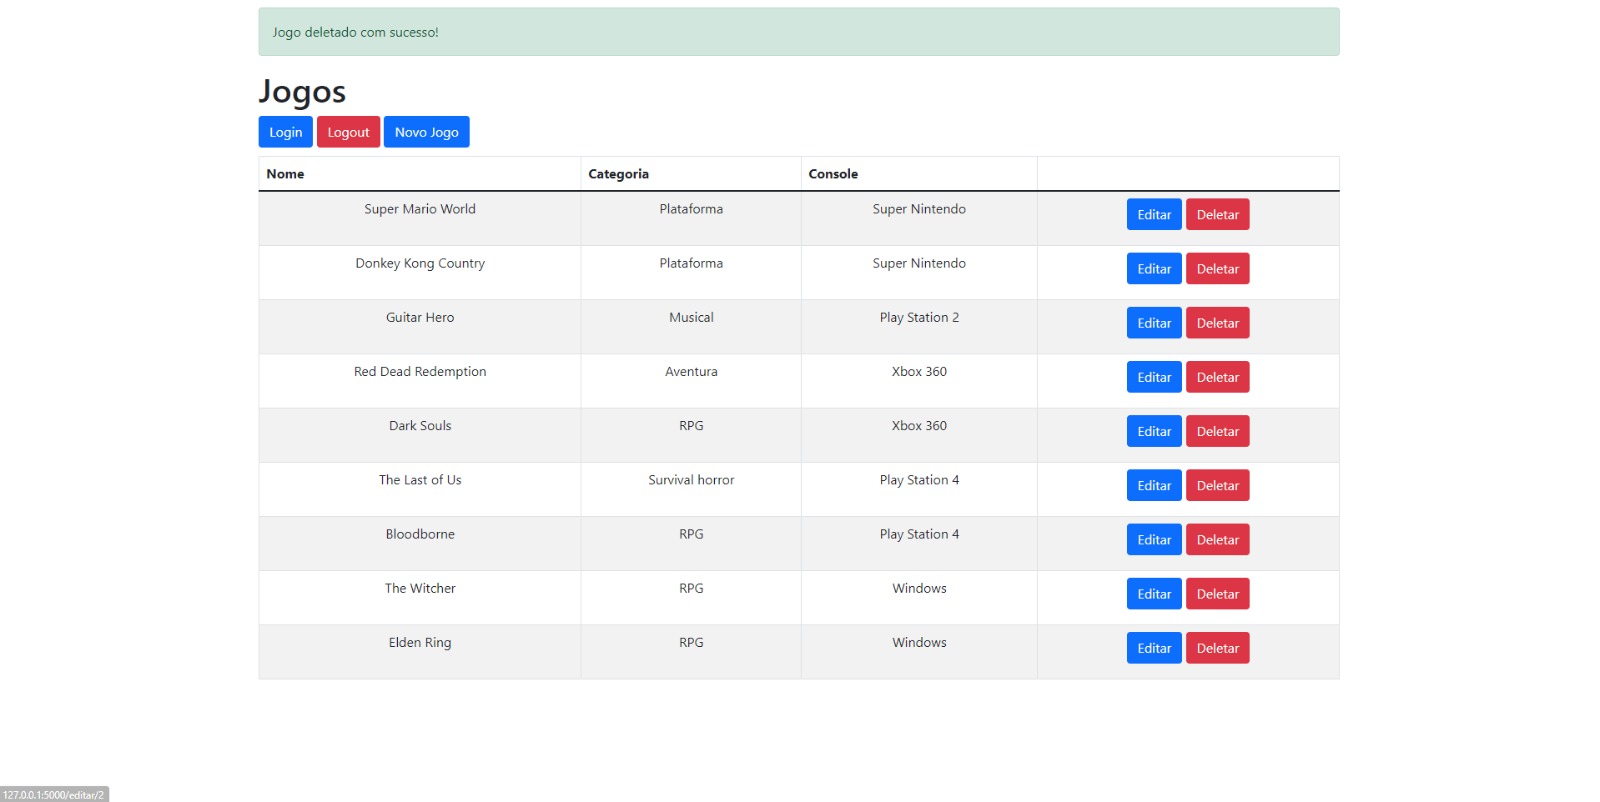 Jogo deletado com sucesso!
Jogos
Login Logout Novo Jogo
Nome Categoria Console
Super Mario World Plataforma Super Nintendo Editar Deletar
Donkey Kong Country Plataforma Super Nintendo Editar Deletar
Guitar Hero Musical Play Station 2 Editar Deletar
Red Dead Redemption Aventura Xbox 360 Editar Deletar
Dark Souls RPG Xbox 360 Editar Deletar
The Last of Us Survival horror Play Station 4 Editar Deletar
Bloodborne RPG Play Station 4 Editar Deletar
The Witcher RPG Windows Editar Deletar
Elden Ring RPG Windows Editar Deletar
127.0.0.1:5000/editar/2